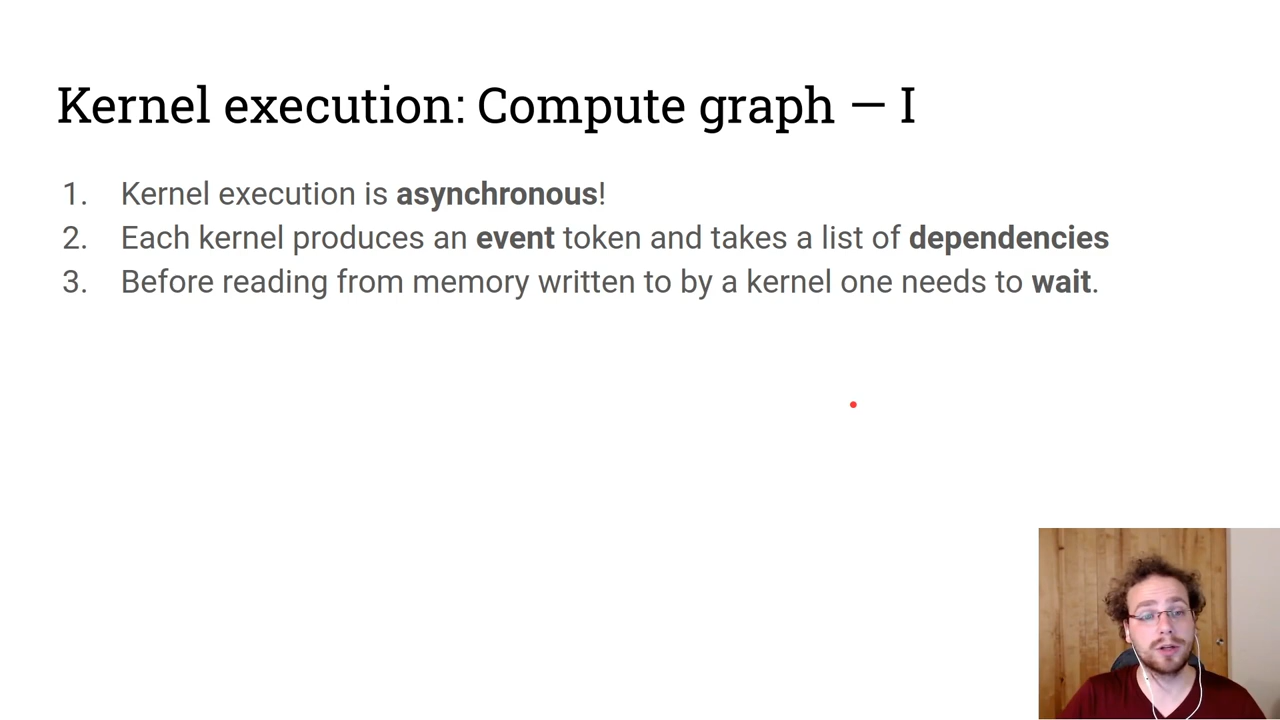 Kernel execution: Compute graph — I
1. Kernel execution is asynchronous!
2. Each kernel produces an event token and takes a list of dependencies
3. Before reading from memory written to by a kernel one needs to wait.